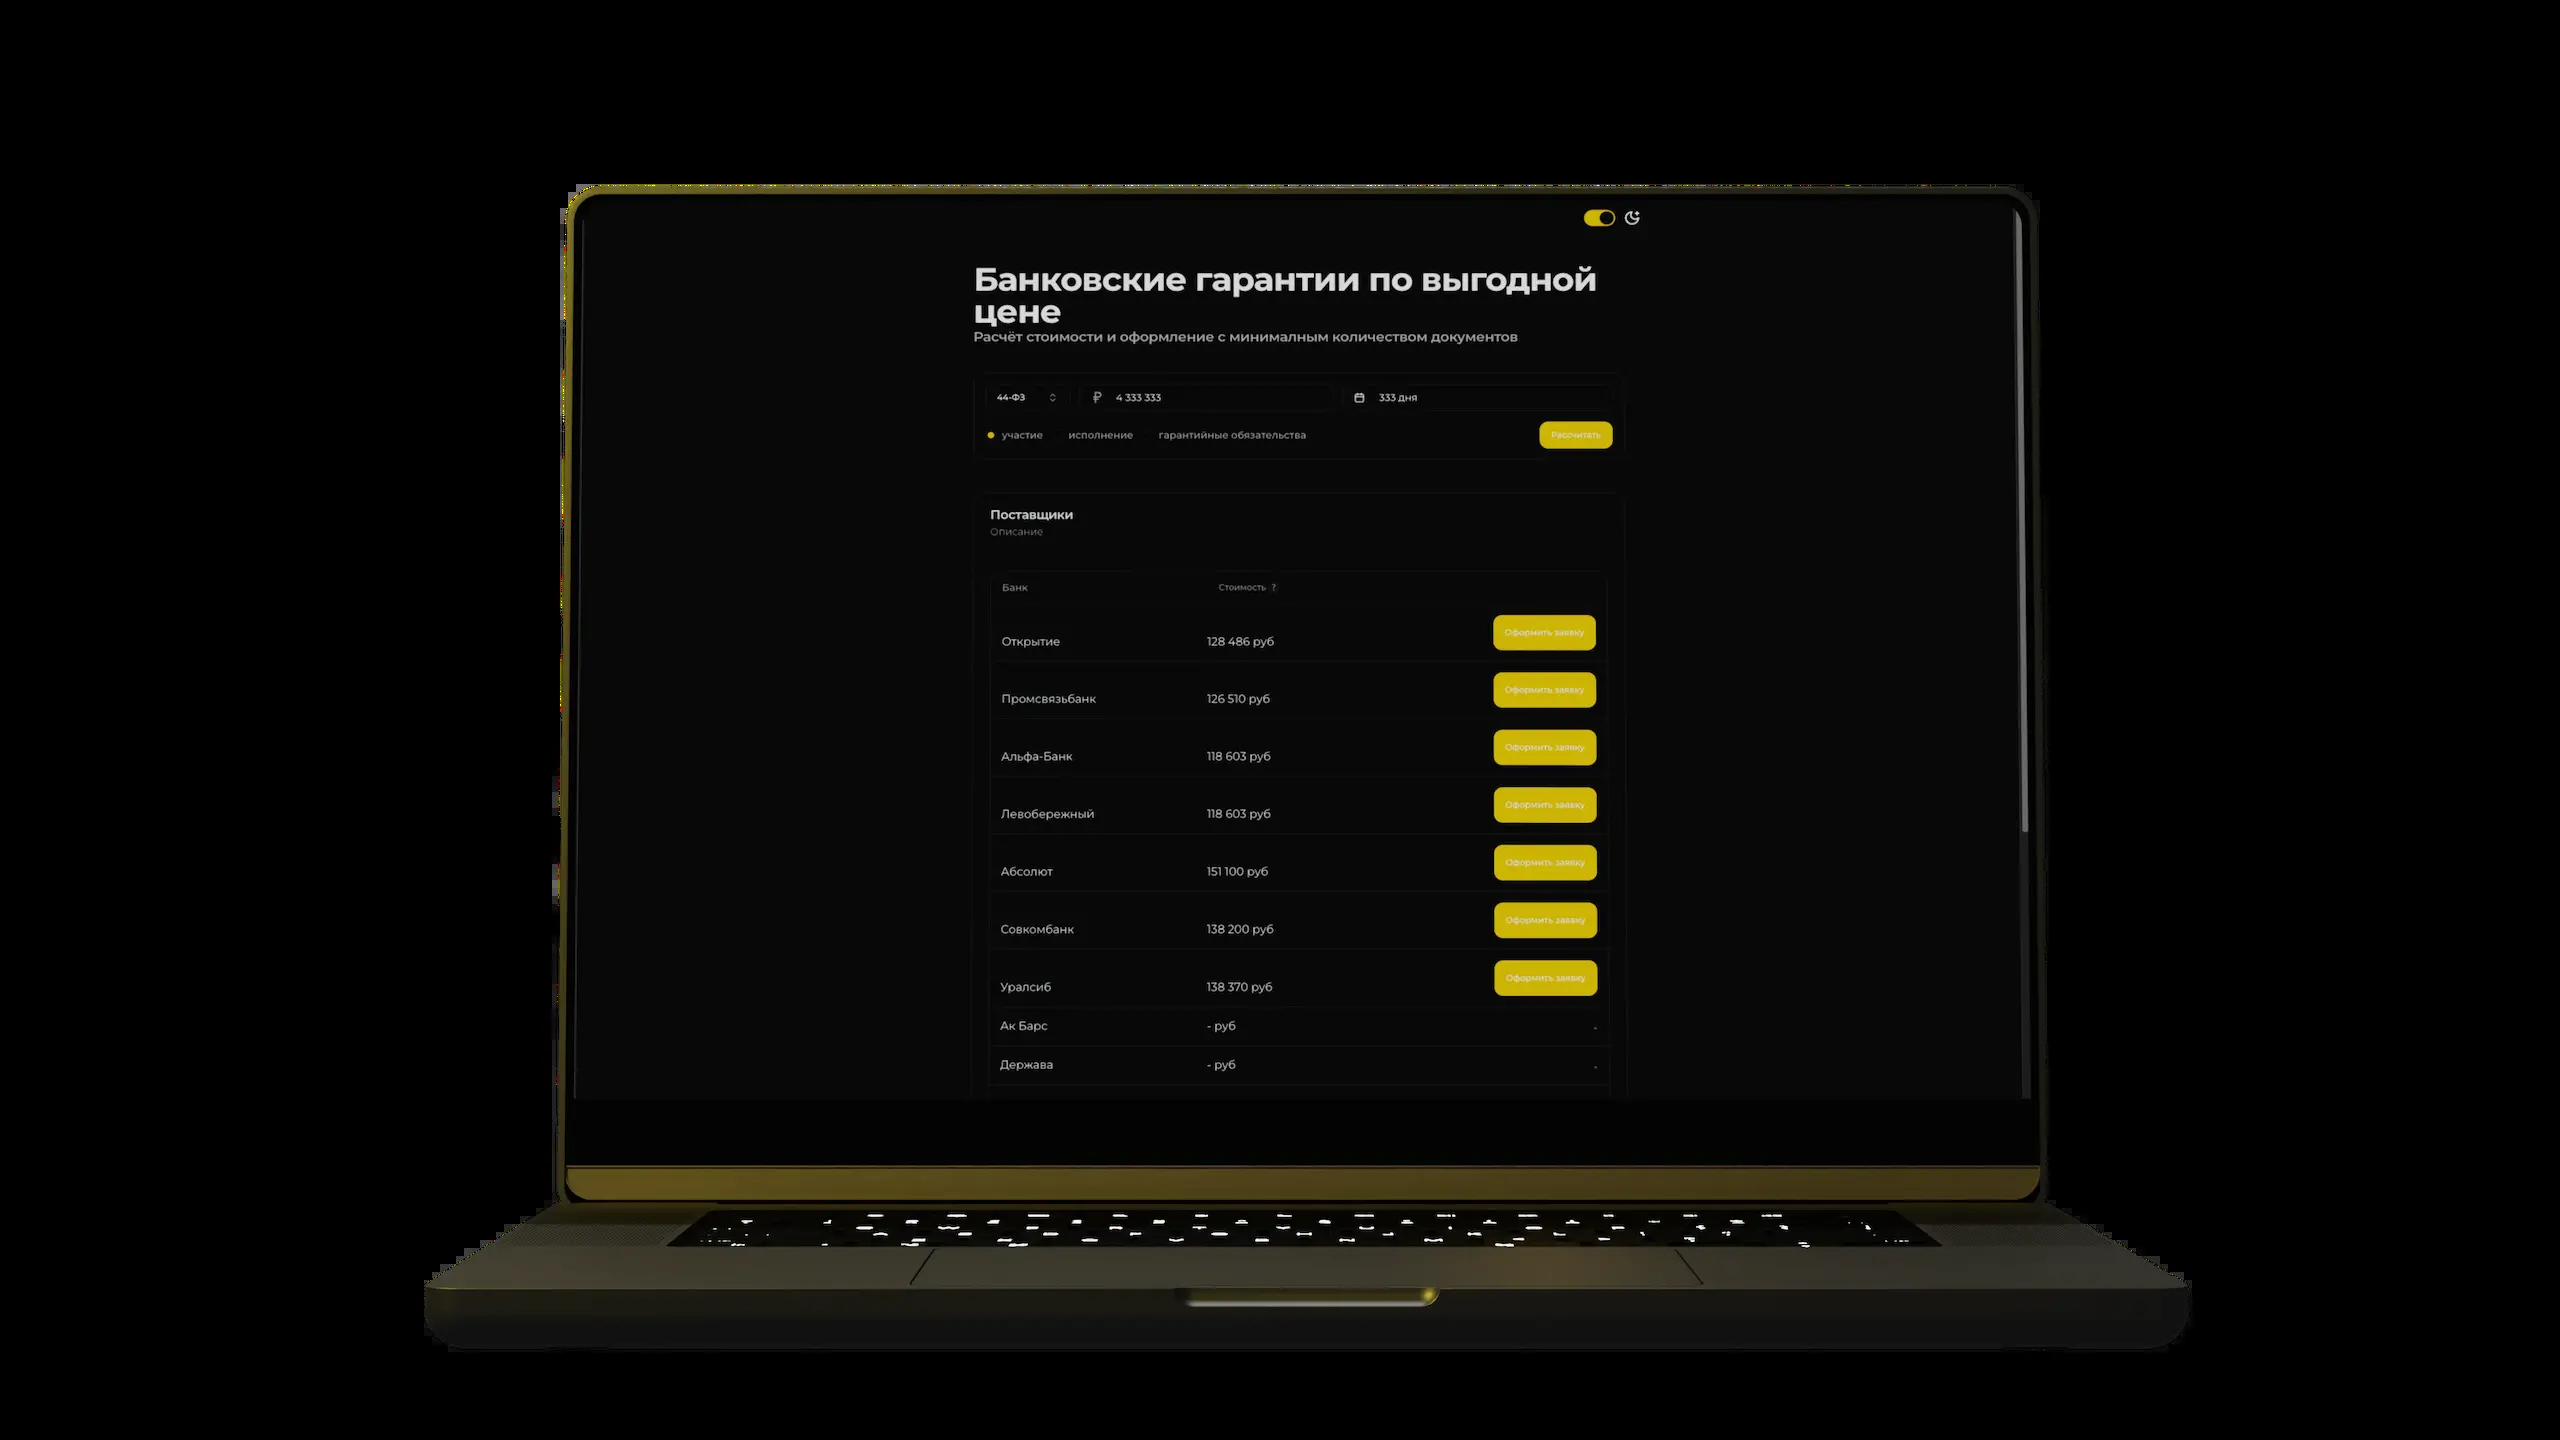 Банковские гарантии по выгодной
цене
Расчёт стоимости и оформление с минималным количеством документов
44-ФЗ ₽ 4 333 333 333 дня
участие исполнение гарантийные обязательства Рассчитать
Поставщики
Описание
Банк Стоимость ?
Открытие 128 486 руб Оформить заявку
Промсвязьбанк 126 510 руб Оформить заявку
Альфа-Банк 118 603 руб Оформить заявку
Левобережный 118 603 руб Оформить заявку
Абсолют 151 100 руб Оформить заявку
Совкомбанк 138 200 руб Оформить заявку
Уралсиб 138 370 руб Оформить заявку
Ак Барс - руб -
Держава - руб -